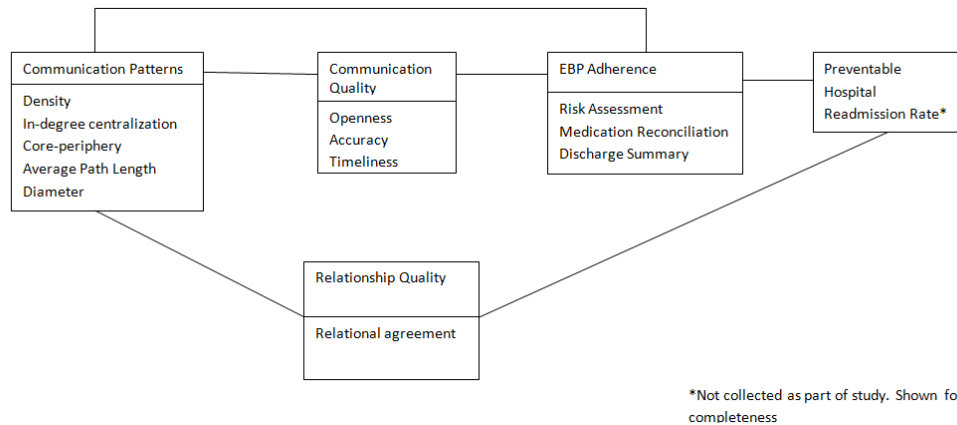 Communication Patterns
Density
In-degree centralization
Core-periphery
Average Path Length
Diameter
Communication
Quality
Openness
Accuracy
Timeliness
EBP Adherence
Risk Assessment
Medication Reconciliation
Discharge Summary
Preventable
Hospital
Readmission Rate*
Relationship Quality
Relational agreement
*Not collected as part of study. Shown fo
completeness